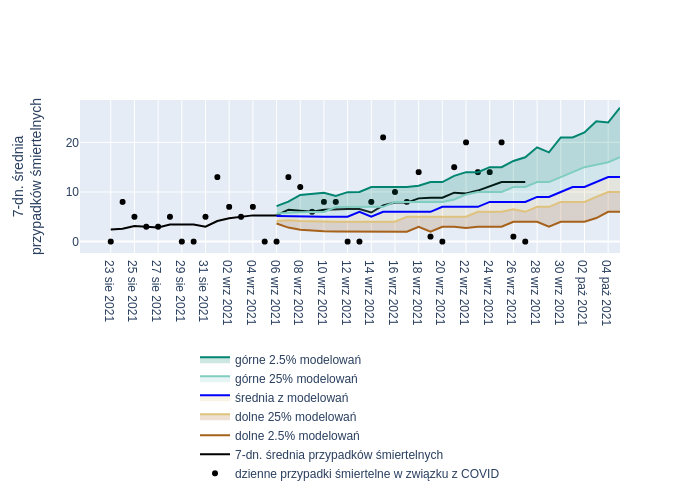 7-dn. średnia
przypadków śmiertelnych
20
10
0
23 sie 2021
25 sie 2021
27 sie 2021
29 sie 2021
31 sie 2021
02 wrz 2021
04 wrz 2021
06 wrz 2021
08 wrz 2021
10 wrz 2021
12 wrz 2021
14 wrz 2021
16 wrz 2021
18 wrz 2021
20 wrz 2021
22 wrz 2021
24 wrz 2021
26 wrz 2021
28 wrz 2021
30 wrz 2021
02 paź 2021
04 paź 2021
górne 2.5% modelowań
górne 25% modelowań
średnia z modelowań
dolne 25% modelowań
dolne 2.5% modelowań
7-dn. średnia przypadków śmiertelnych
dzienne przypadki śmiertelne w związku z COVID